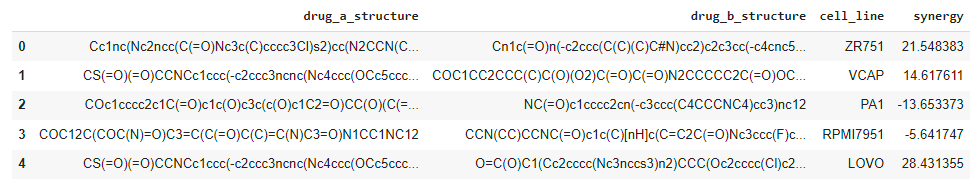 drug_a_structure drug_b_structure cell_line synergy
0 Cc1nc(Nc2ncc(C(=O)Nc3c(C)cccc3Cl)s2)cc(N2CCN(C... Cn1c(=O)n(-c2ccc(C(C)(C)C#N)cc2)c2c3cc(-c4cnc5... ZR751 21.548383
1 CS(=O)(=O)CCNCc1ccc(-c2ccc3ncnc(Nc4ccc(OCc5ccc... COC1CC2CCC(C)C(O)(O2)C(=O)C(=O)N2CCCCC2C(=O)OC... VCAP 14.617611
2 COc1cccc2c1C(=O)c1c(O)c3c(c(O)c1C2=O)CC(O)(C(=... NC(=O)c1cccc2cn(-c3ccc(C4CCCNC4)cc3)nc12 PA1 -13.653373
3 COC12C(COC(N)=O)C3=C(C(=O)C(C)=C(N)C3=O)N1CC1NC12 CCN(CC)CCNC(=O)c1c(C)[nH]c(C=C2C(=O)Nc3ccc(F)c... RPMI7951 -5.641747
4 CS(=O)(=O)CCNCc1ccc(-c2ccc3ncnc(Nc4ccc(OCc5ccc... O=C(O)C1(Cc2cccc(Nc3nccs3)n2)CCC(Oc2cccc(Cl)c2... LOVO 28.431355